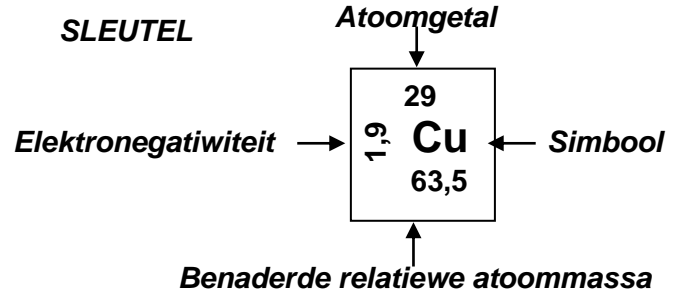 SLEUTEL
Atoomgetal
29
Elektronegatiwiteit
1,9
Cu
Simbool
63,5
Benaderde relatiewe atoommassa